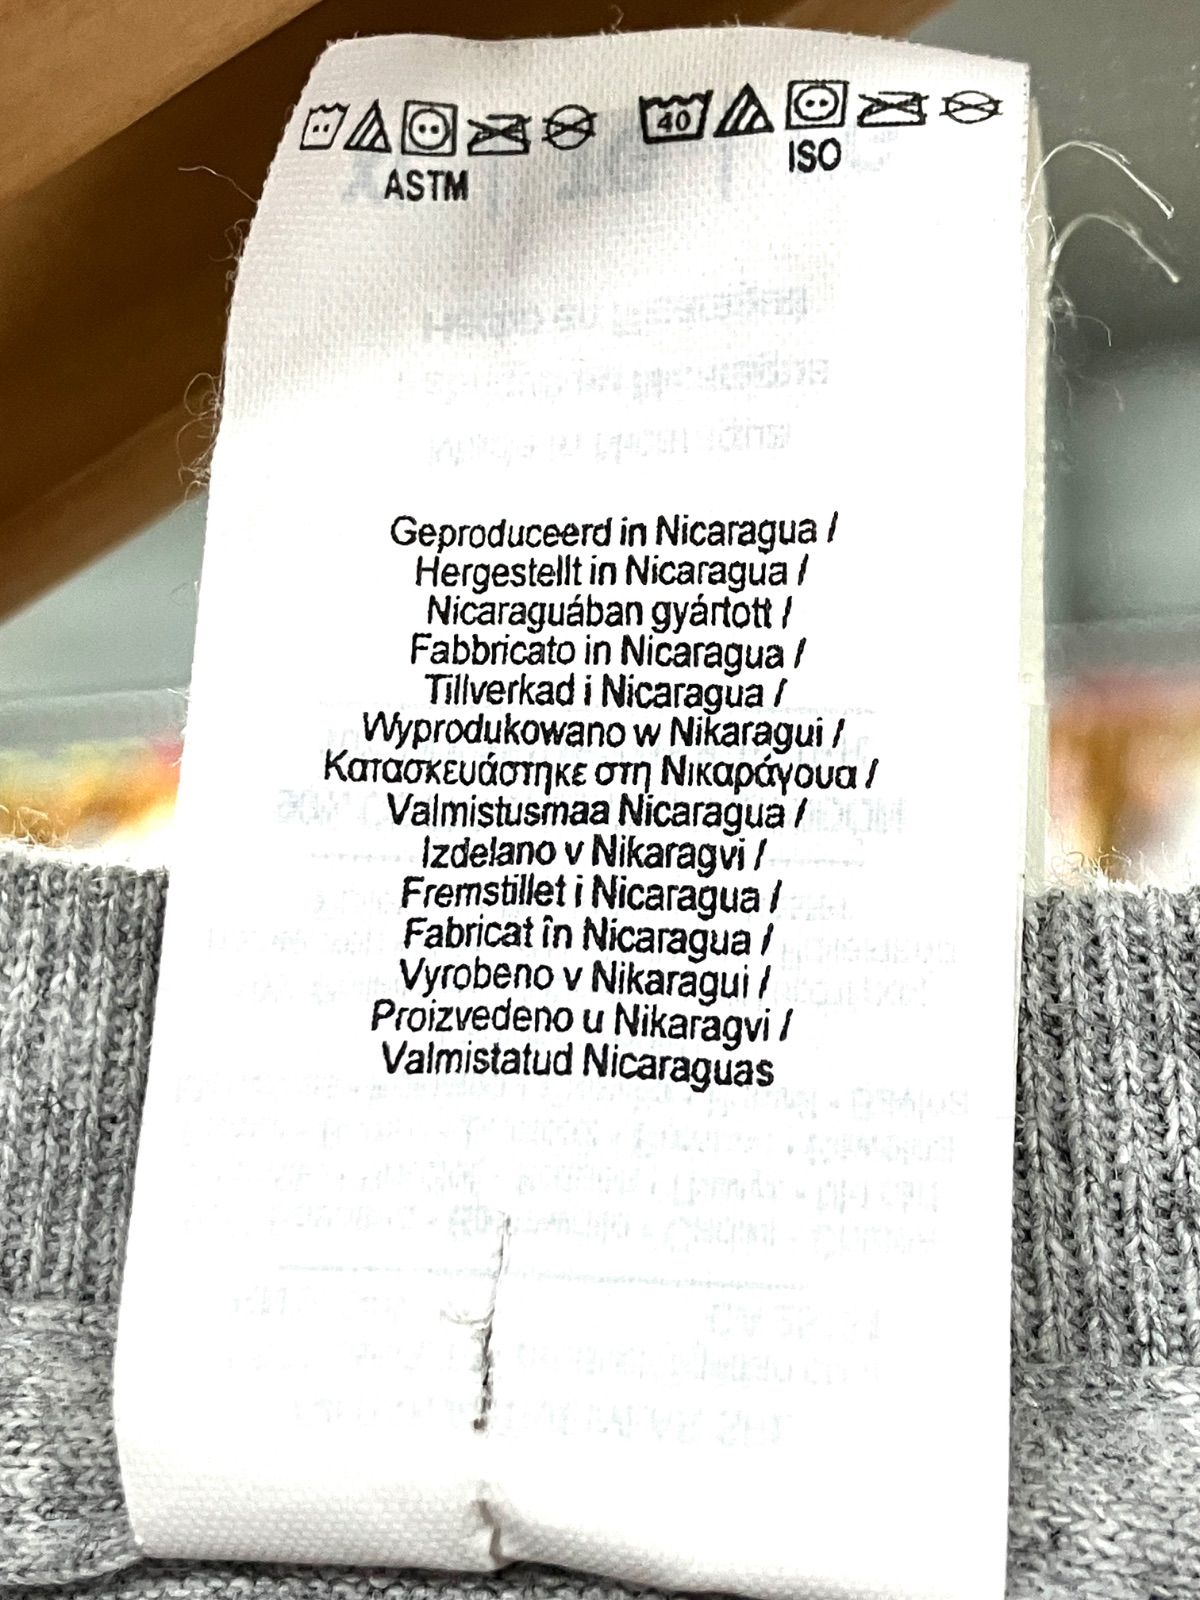 40
ASTM
ISO
Geproduceerd in Nicaragua /
Hergestellt in Nicaragua /
Nicaraguában gyártott /
Fabbricato in Nicaragua /
Tillverkad i Nicaragua /
Wyprodukowano w Nikaragui /
Κατασκευάστηκε στη Νικαράγουα /
Valmistusmaa Nicaragua /
Izdelano v Nikaragvi /
Fremstillet i Nicaragua /
Fabricat în Nicaragua /
Vyrobeno v Nikaragui /
Proizvedeno u Nikaragvi /
Valmistatud Nicaraguas